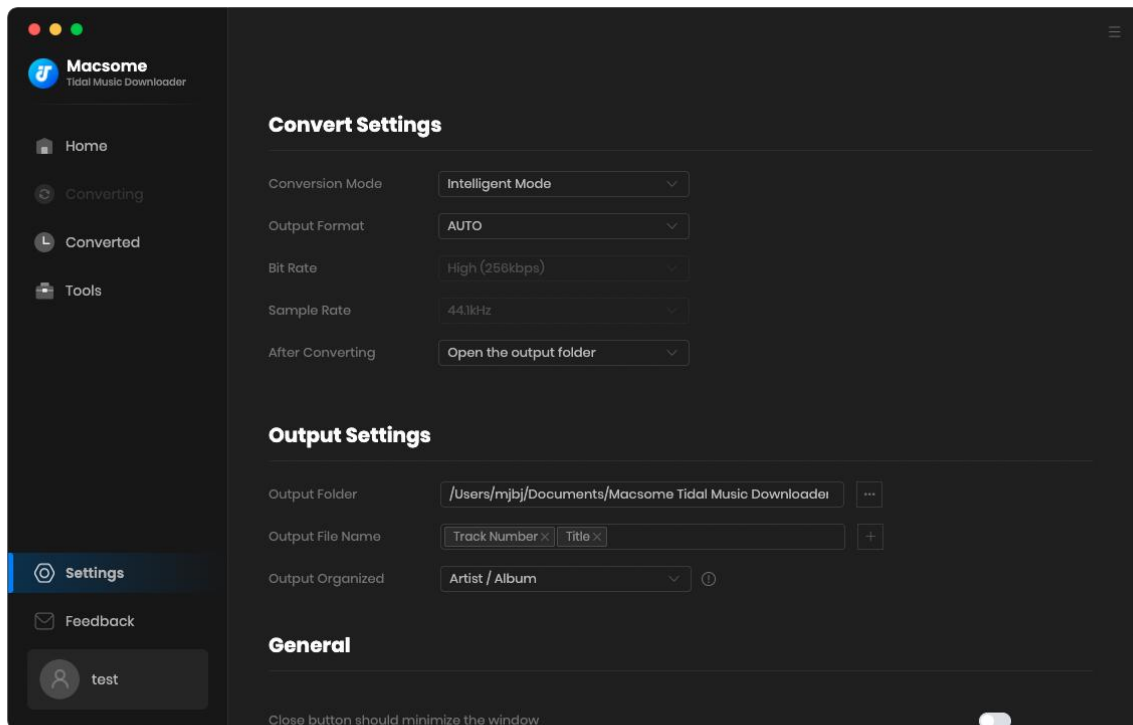 Macsome
Tidal Music Downloader
Home
Converting
Converted
Tools
Settings
Feedback
test
Convert Settings
Conversion Mode Intelligent Mode
Output Format AUTO
Bit Rate High (256kbps)
Sample Rate 44.1kHz
After Converting Open the output folder
Output Settings
Output Folder /Users/mjbj/Documents/Macsome Tidal Music Downloader
Output File Name Track Number × Title ×
Output Organized Artist / Album
General
Close button should minimize the window